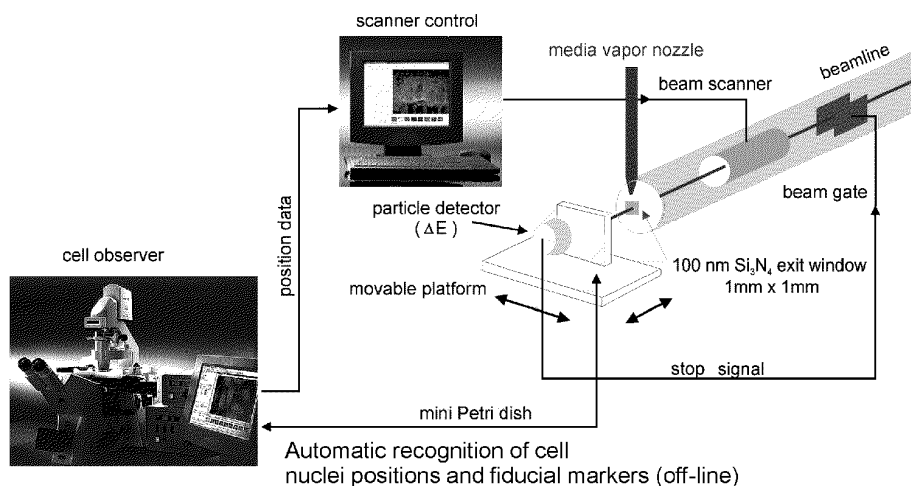 scanner control
media vapor nozzle
beamline
beam scanner
beam gate
particle detector
( ΔE )
cell observer
position data
100 nm Si₃N₄ exit window
1mm x 1mm
movable platform
stop signal
mini Petri dish
Automatic recognition of cell
nuclei positions and fiducial markers (off-line)